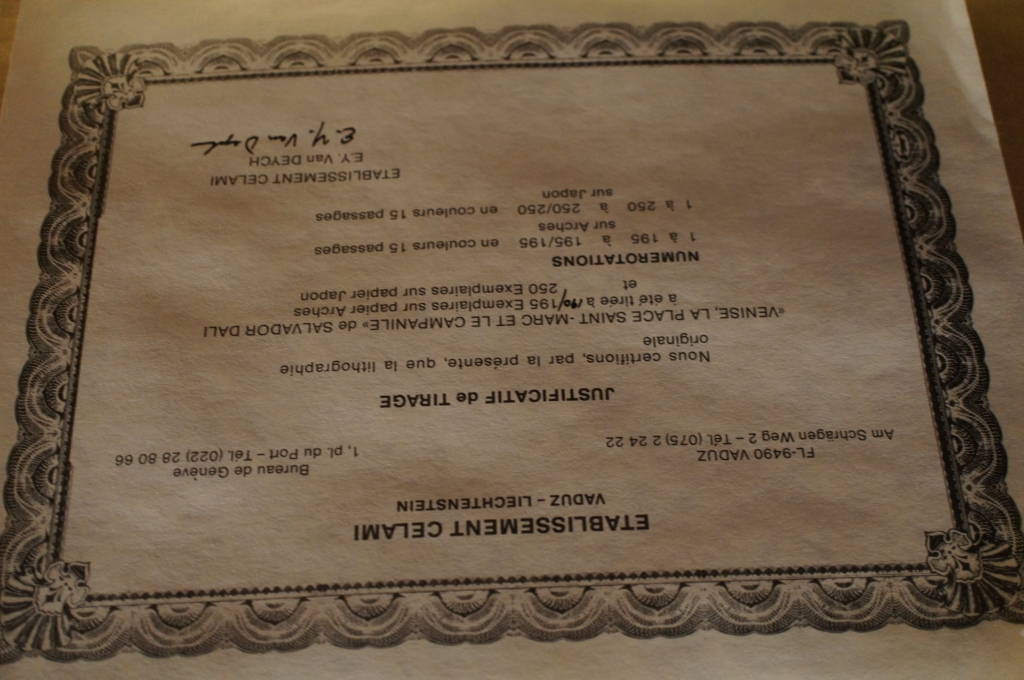 ETABLISSEMENT CELAMI
VADUZ – LIECHTENSTEIN
FL-9490 VADUZ
Am Schrägen Weg 2 – Tél. (075) 2 24 22
Bureau de Genève
1, pl. du Port – Tél. (022) 28 80 66
JUSTIFICATIF de TIRAGE
Nous certifions, par la présente, que la lithographie
originale
«VENISE, LA PLACE SAINT-MARC ET LE CAMPANILE» de SALVADOR DALI
a été tirée à 195 Exemplaires sur papier Arches
et 250 Exemplaires sur papier Japon
NUMEROTATIONS
1 à 195 à 195/195 en couleurs 15 passages
sur Arches
1 à 250 à 250/250 en couleurs 15 passages
sur Japon
ETABLISSEMENT CELAMI
E.Y. Van DEYCH
E.Y. Van Deych